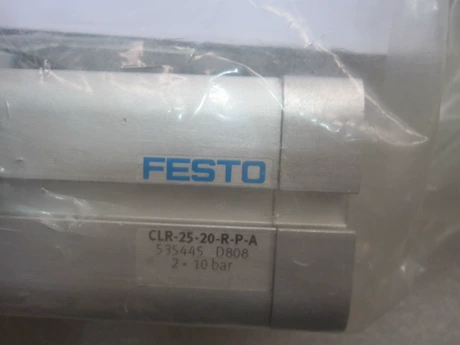 FESTO
CLR-25-20-R-P-A
535445 D808
2 - 10 bar